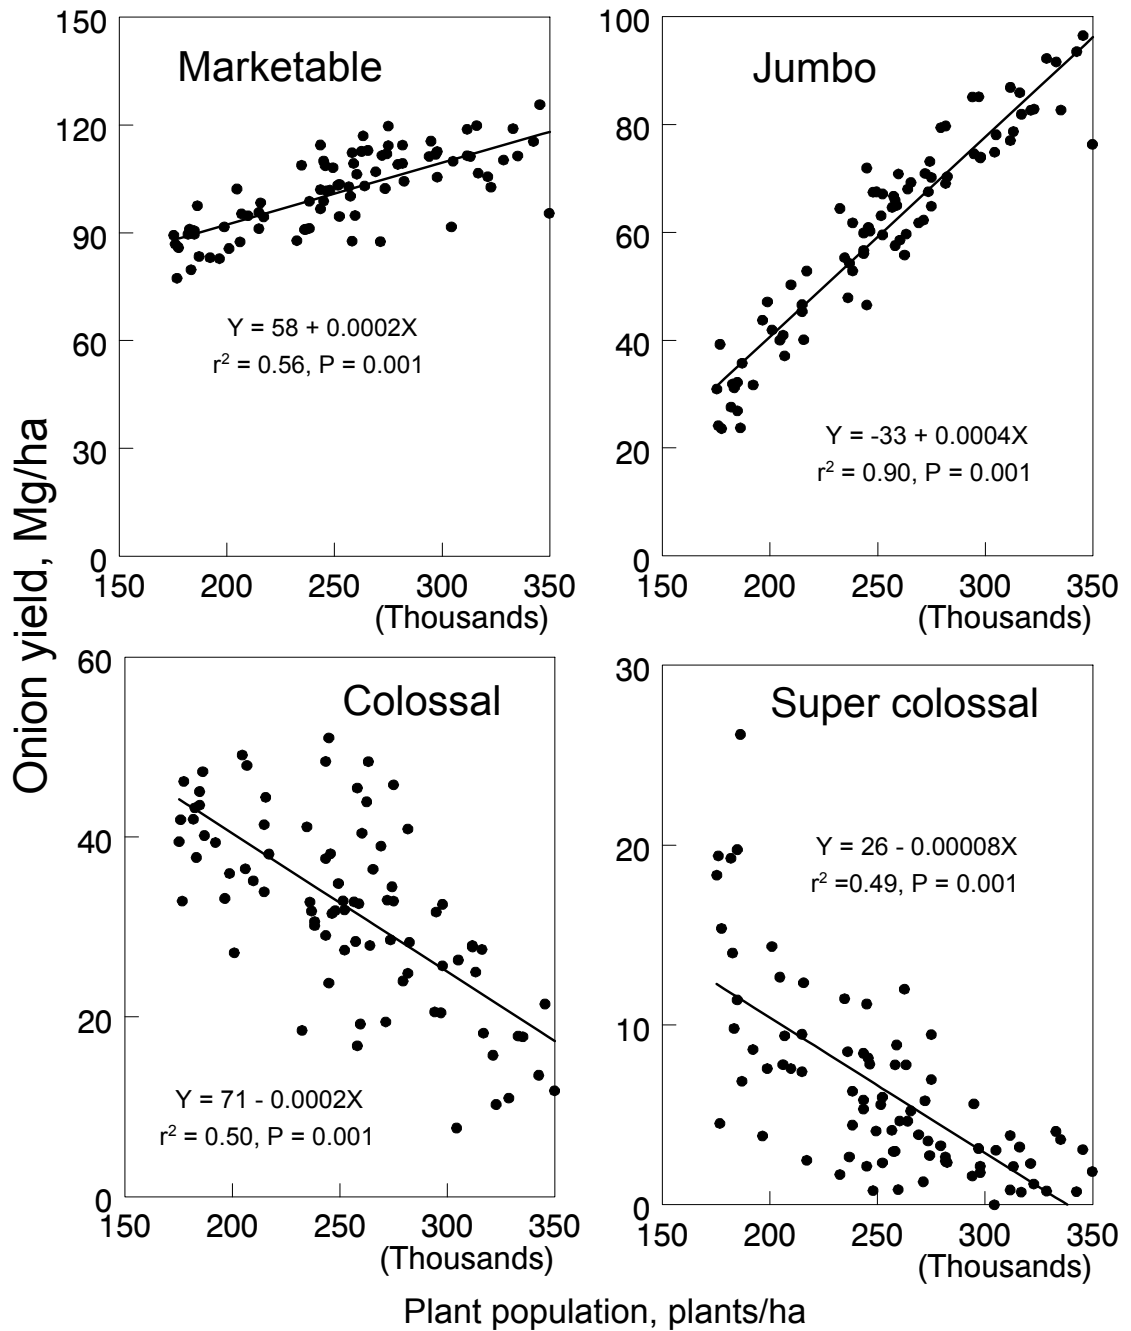 Onion yield, Mg/ha
Marketable
150
120
90
60
30
0
Y = 58 + 0.0002X
r² = 0.56, P = 0.001
150 200 250 300 350
(Thousands)
Jumbo
100
80
60
40
20
0
Y = -33 + 0.0004X
r² = 0.90, P = 0.001
150 200 250 300 350
(Thousands)
Colossal
60
40
20
0
Y = 71 - 0.0002X
r² = 0.50, P = 0.001
150 200 250 300 350
(Thousands)
Super colossal
30
20
10
0
Y = 26 - 0.00008X
r² =0.49, P = 0.001
150 200 250 300 350
(Thousands)
Plant population, plants/ha